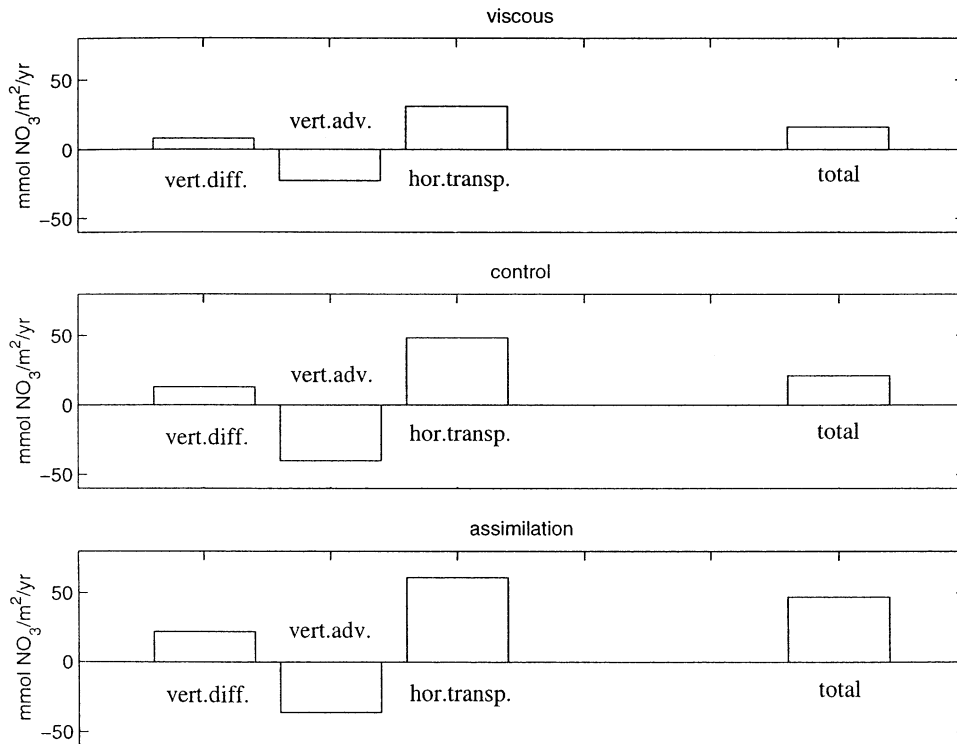 viscous
mmol NO₃/m²/yr
50
0
−50
vert.diff.
vert.adv.
hor.transp.
total
control
mmol NO₃/m²/yr
50
0
−50
vert.diff.
vert.adv.
hor.transp.
total
assimilation
mmol NO₃/m²/yr
50
0
−50
vert.diff.
vert.adv.
hor.transp.
total